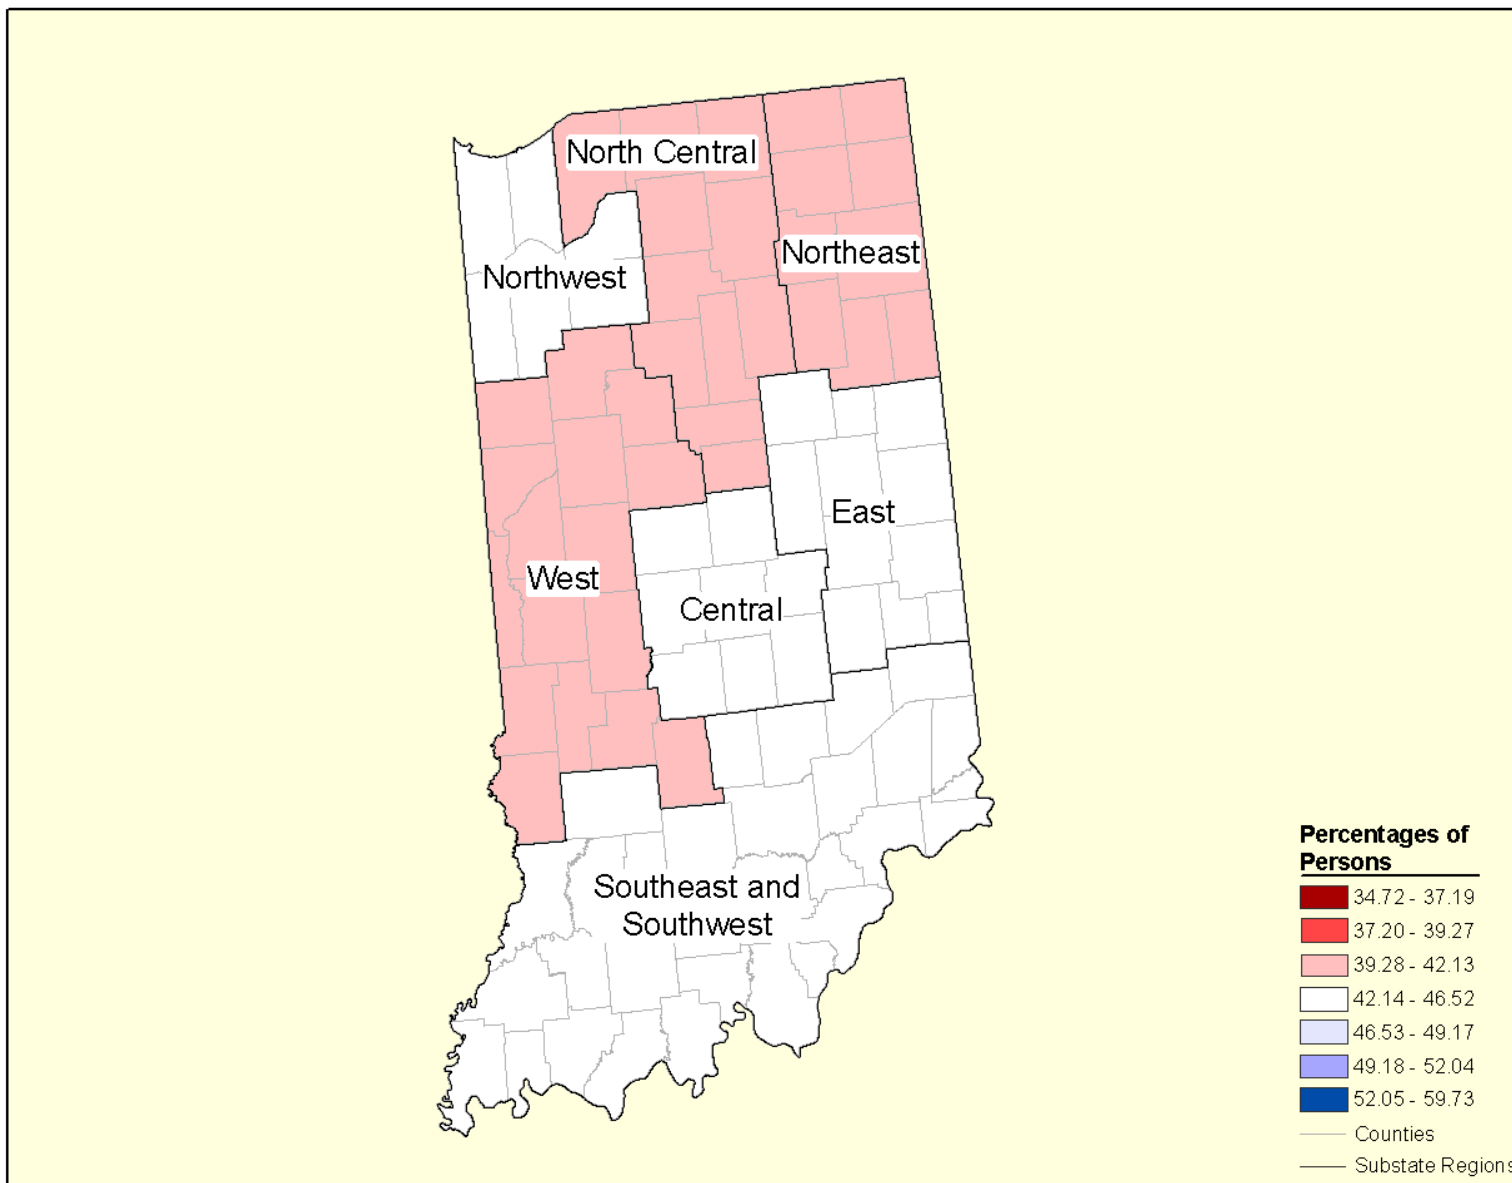 North Central
Northeast
Northwest
East
West
Central
Southeast and
Southwest
Percentages of
Persons
34.72 - 37.19
37.20 - 39.27
39.28 - 42.13
42.14 - 46.52
46.53 - 49.17
49.18 - 52.04
52.05 - 59.73
Counties
Substate Regions